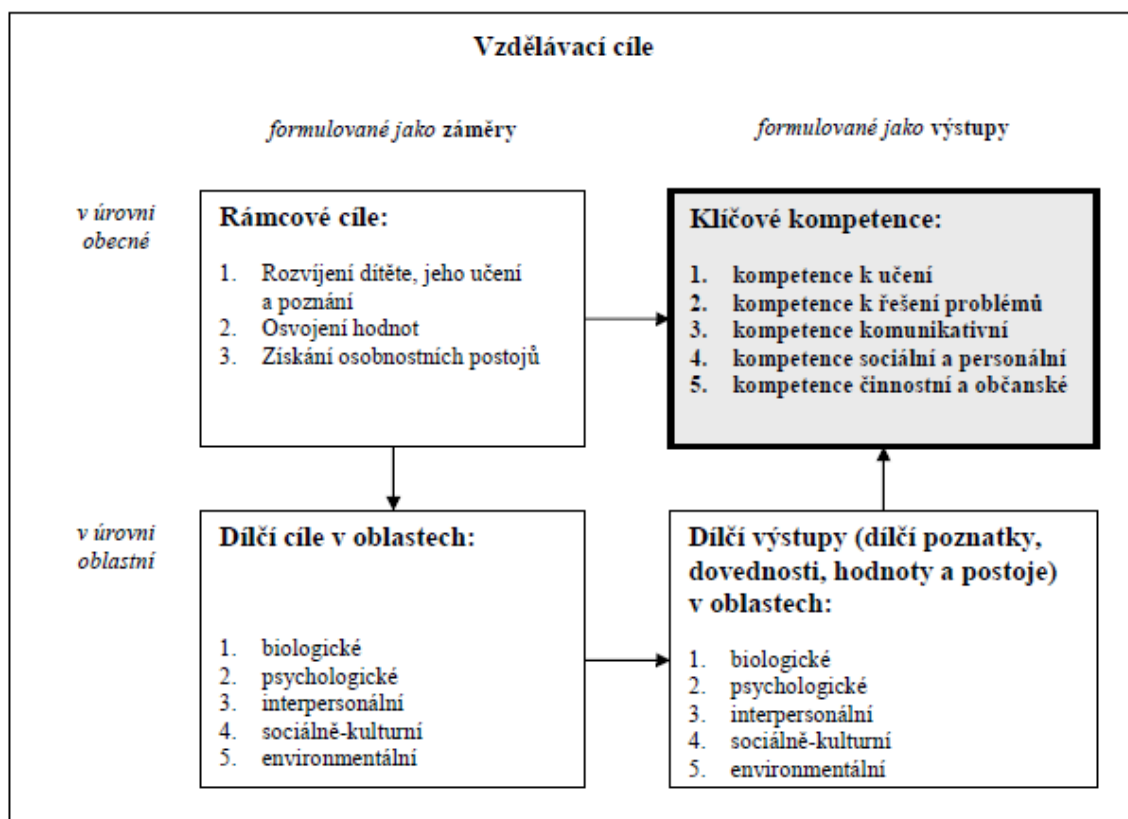 Vzdělávací cíle
formulované jako záměry
formulované jako výstupy
v úrovni
obecné
Rámcové cíle:
1. Rozvíjení dítěte, jeho učení
a poznání
2. Osvojení hodnot
3. Získání osobnostních postojů
Klíčové kompetence:
1. kompetence k učení
2. kompetence k řešení problémů
3. kompetence komunikativní
4. kompetence sociální a personální
5. kompetence činnostní a občanské
v úrovni
oblastní
Dílčí cíle v oblastech:
1. biologické
2. psychologické
3. interpersonální
4. sociálně-kulturní
5. environmentální
Dílčí výstupy (dílčí poznatky,
dovednosti, hodnoty a postoje)
v oblastech:
1. biologické
2. psychologické
3. interpersonální
4. sociálně-kulturní
5. environmentální